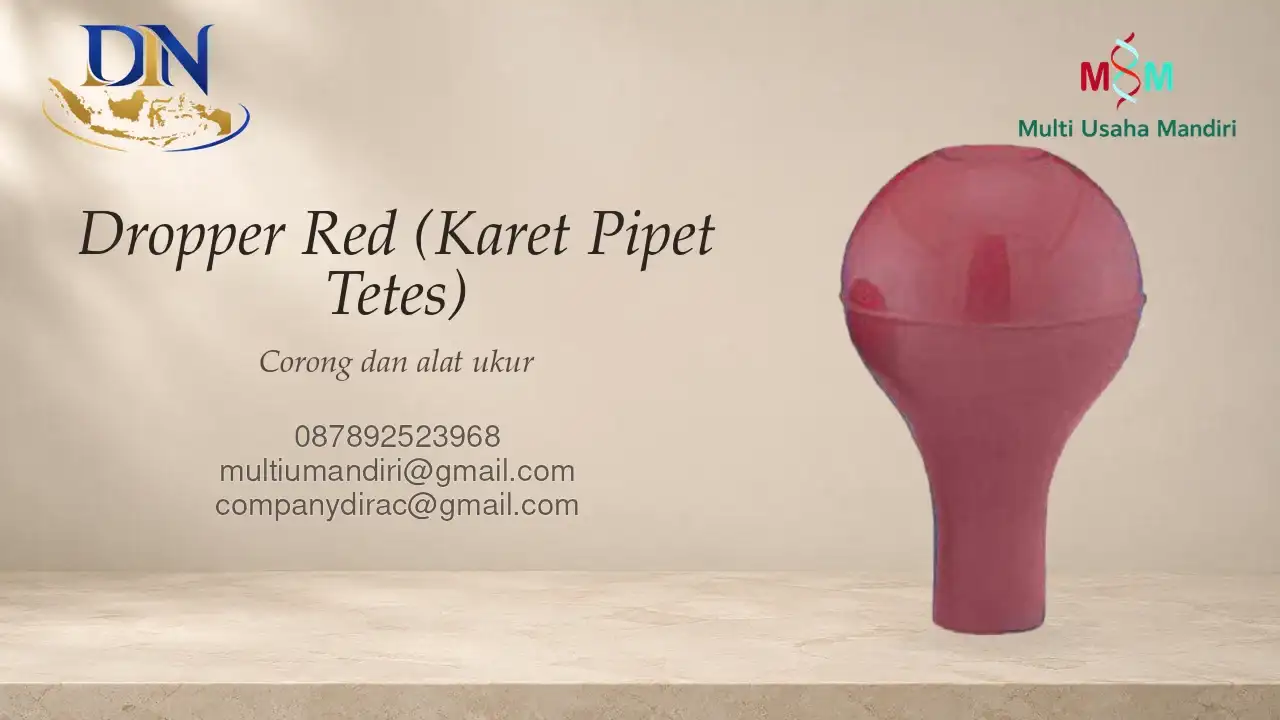 DN
M M
Multi Usaha Mandiri
Dropper Red (Karet Pipet
Tetes)
Corong dan alat ukur
087892523968
multiumandiri@gmail.com
companydirac@gmail.com